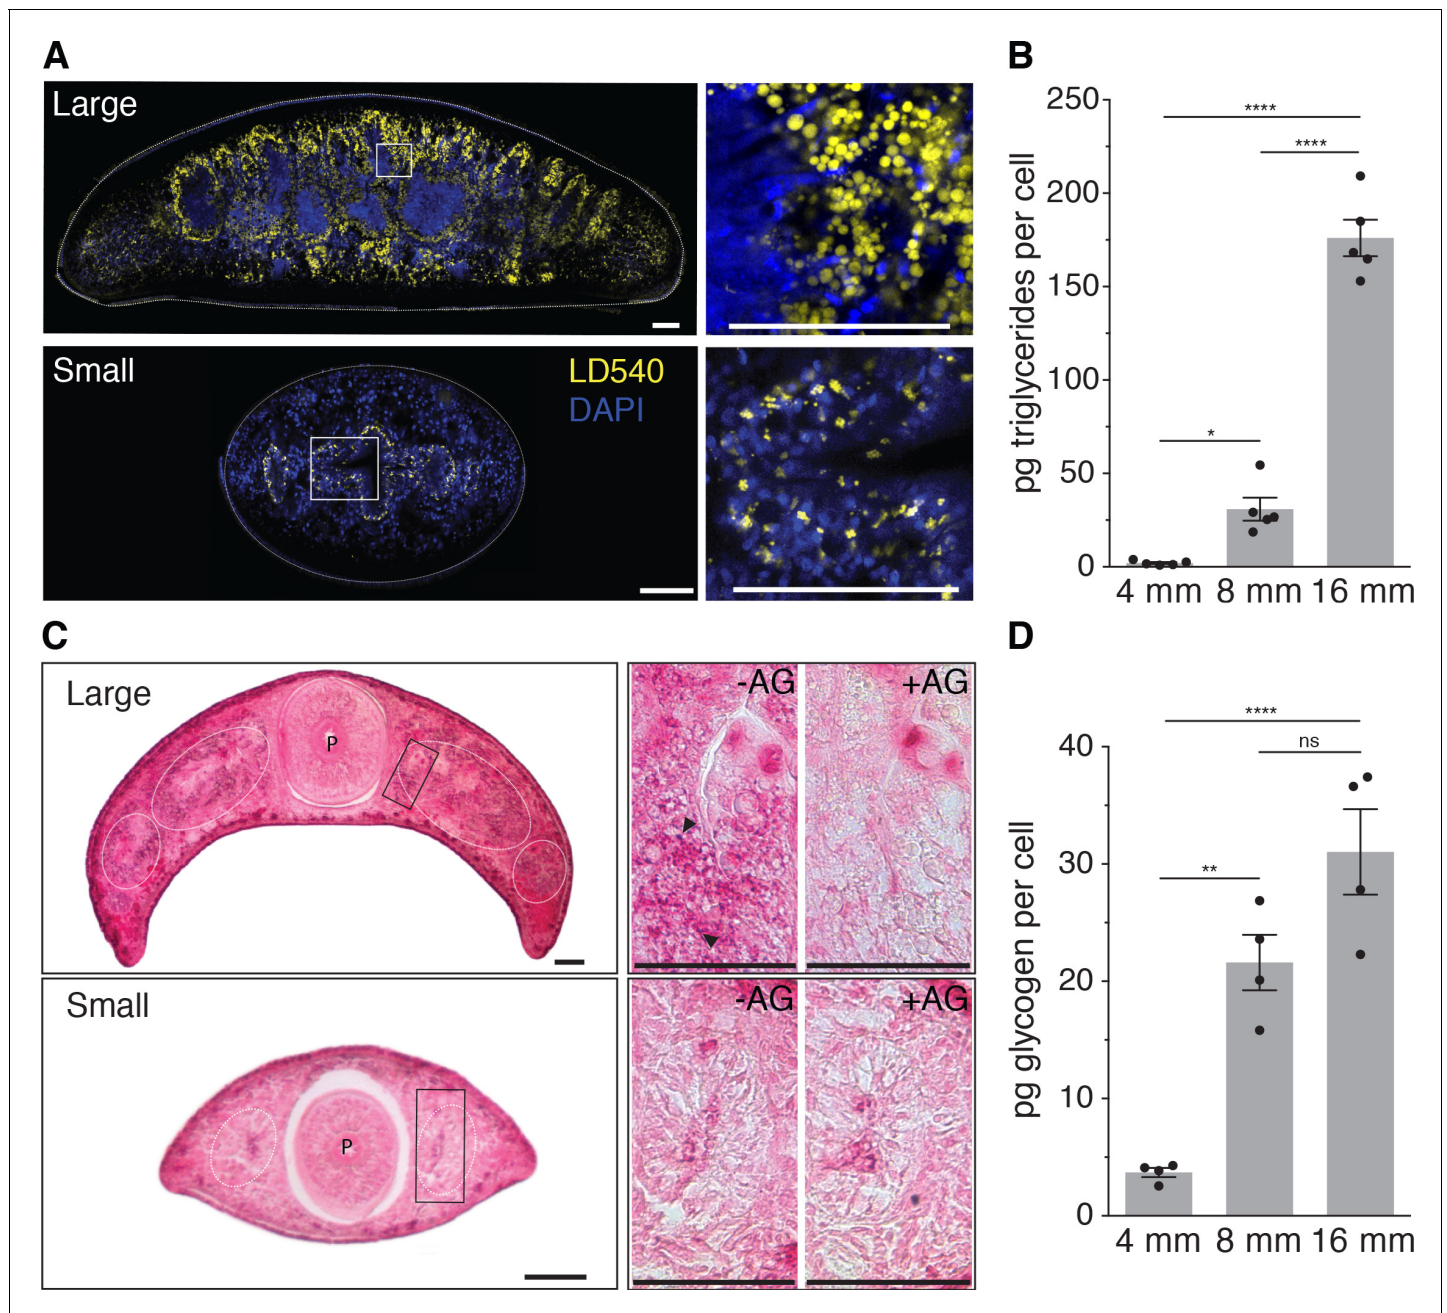 A
Large
Small
LD540
DAPI
B
pg triglycerides per cell
250
200
150
100
50
0
****
****
*
4 mm 8 mm 16 mm
C
Large
P
-AG
+AG
Small
P
-AG
+AG
D
pg glycogen per cell
40
30
20
10
0
****
ns
**
4 mm 8 mm 16 mm